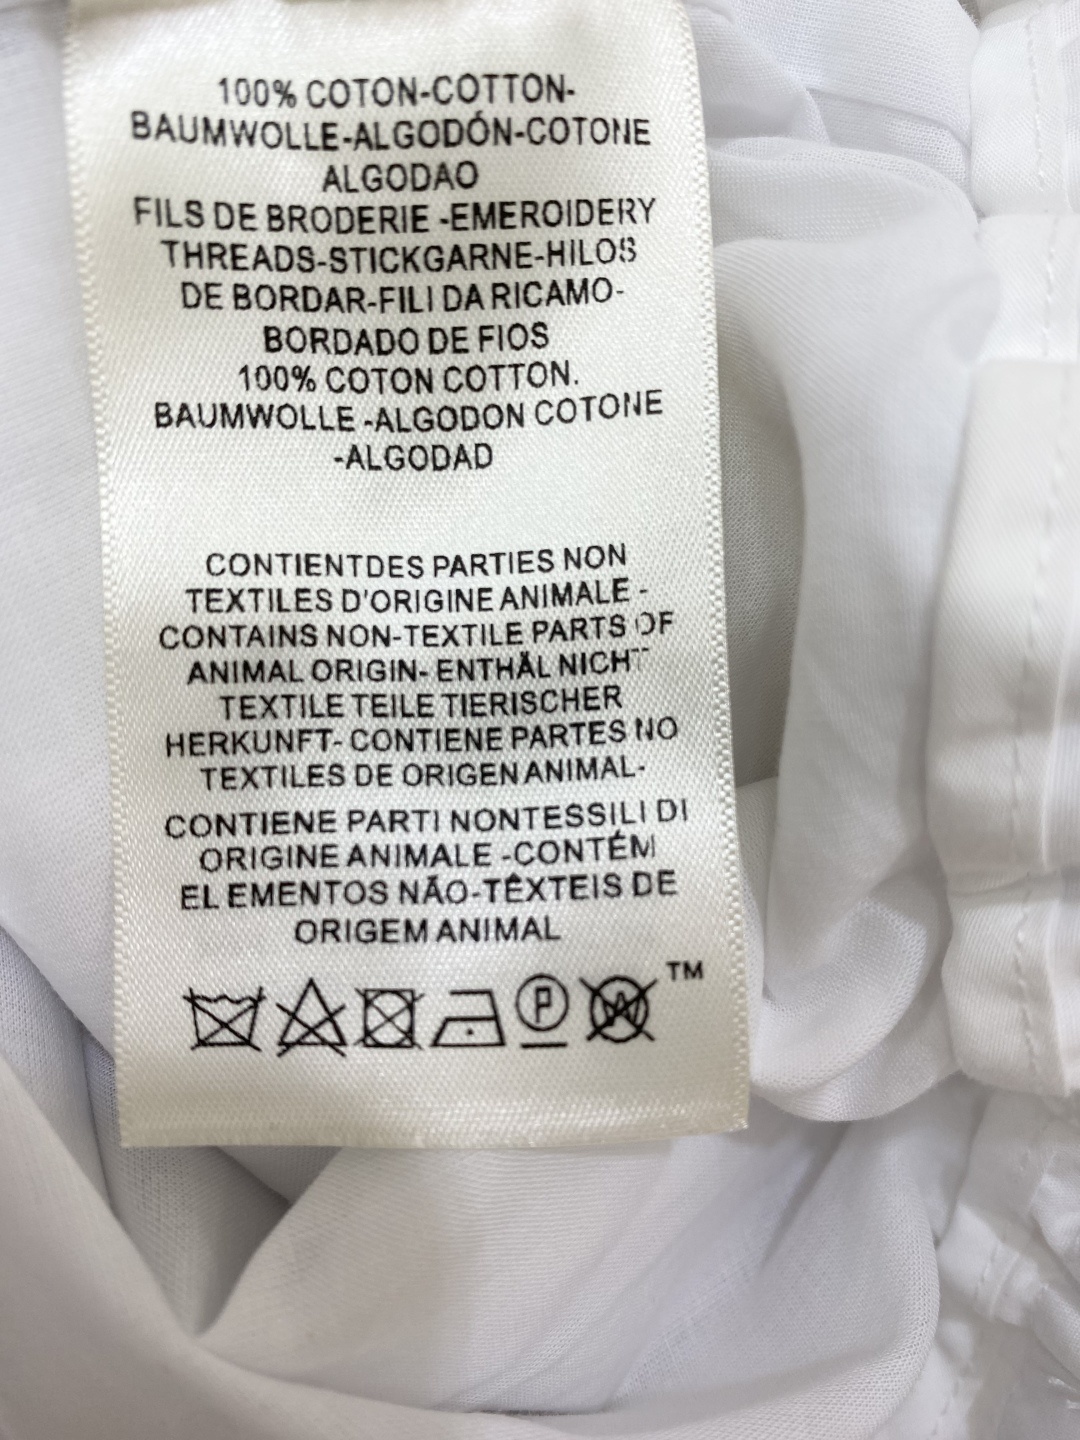 100% COTON-COTTON-
BAUMWOLLE-ALGODÓN-COTONE
ALGODAO
FILS DE BRODERIE -EMEROIDERY
THREADS-STICKGARNE-HILOS
DE BORDAR-FILI DA RICAMO-
BORDADO DE FIOS
100% COTON COTTON.
BAUMWOLLE -ALGODON COTONE
-ALGODAD
CONTIENTDES PARTIES NON
TEXTILES D'ORIGINE ANIMALE -
CONTAINS NON-TEXTILE PARTS OF
ANIMAL ORIGIN- ENTHÄL NICHT
TEXTILE TEILE TIERISCHER
HERKUNFT- CONTIENE PARTES NO
TEXTILES DE ORIGEN ANIMAL-
CONTIENE PARTI NONTESSILI DI
ORIGINE ANIMALE -CONTÉM
EL EMENTOS NÃO-TÊXTEIS DE
ORIGEM ANIMAL
P W TM